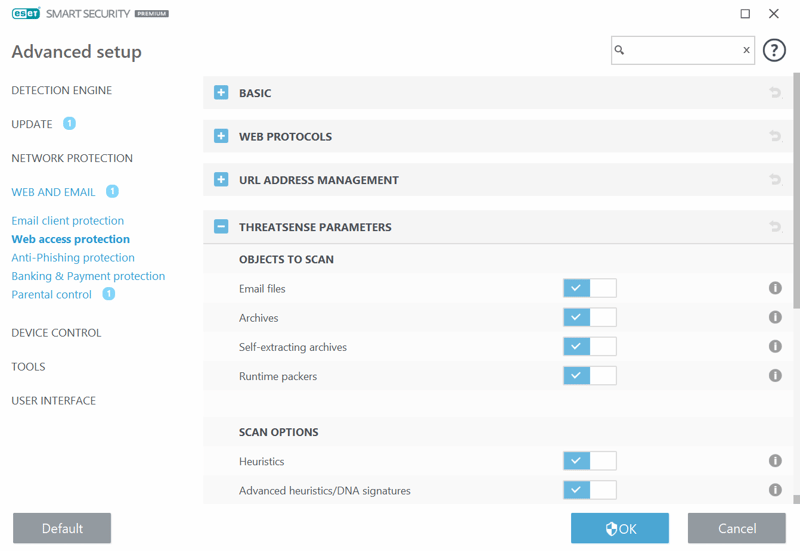 eset SMART SECURITY PREMIUM
Advanced setup
x
?
DETECTION ENGINE
UPDATE 1
NETWORK PROTECTION
WEB AND EMAIL 1
Email client protection
Web access protection
Anti-Phishing protection
Banking & Payment protection
Parental control 1
DEVICE CONTROL
TOOLS
USER INTERFACE
BASIC
WEB PROTOCOLS
URL ADDRESS MANAGEMENT
THREATSENSE PARAMETERS
OBJECTS TO SCAN
Email files
Archives
Self-extracting archives
Runtime packers
SCAN OPTIONS
Heuristics
Advanced heuristics/DNA signatures
Default
OK
Cancel